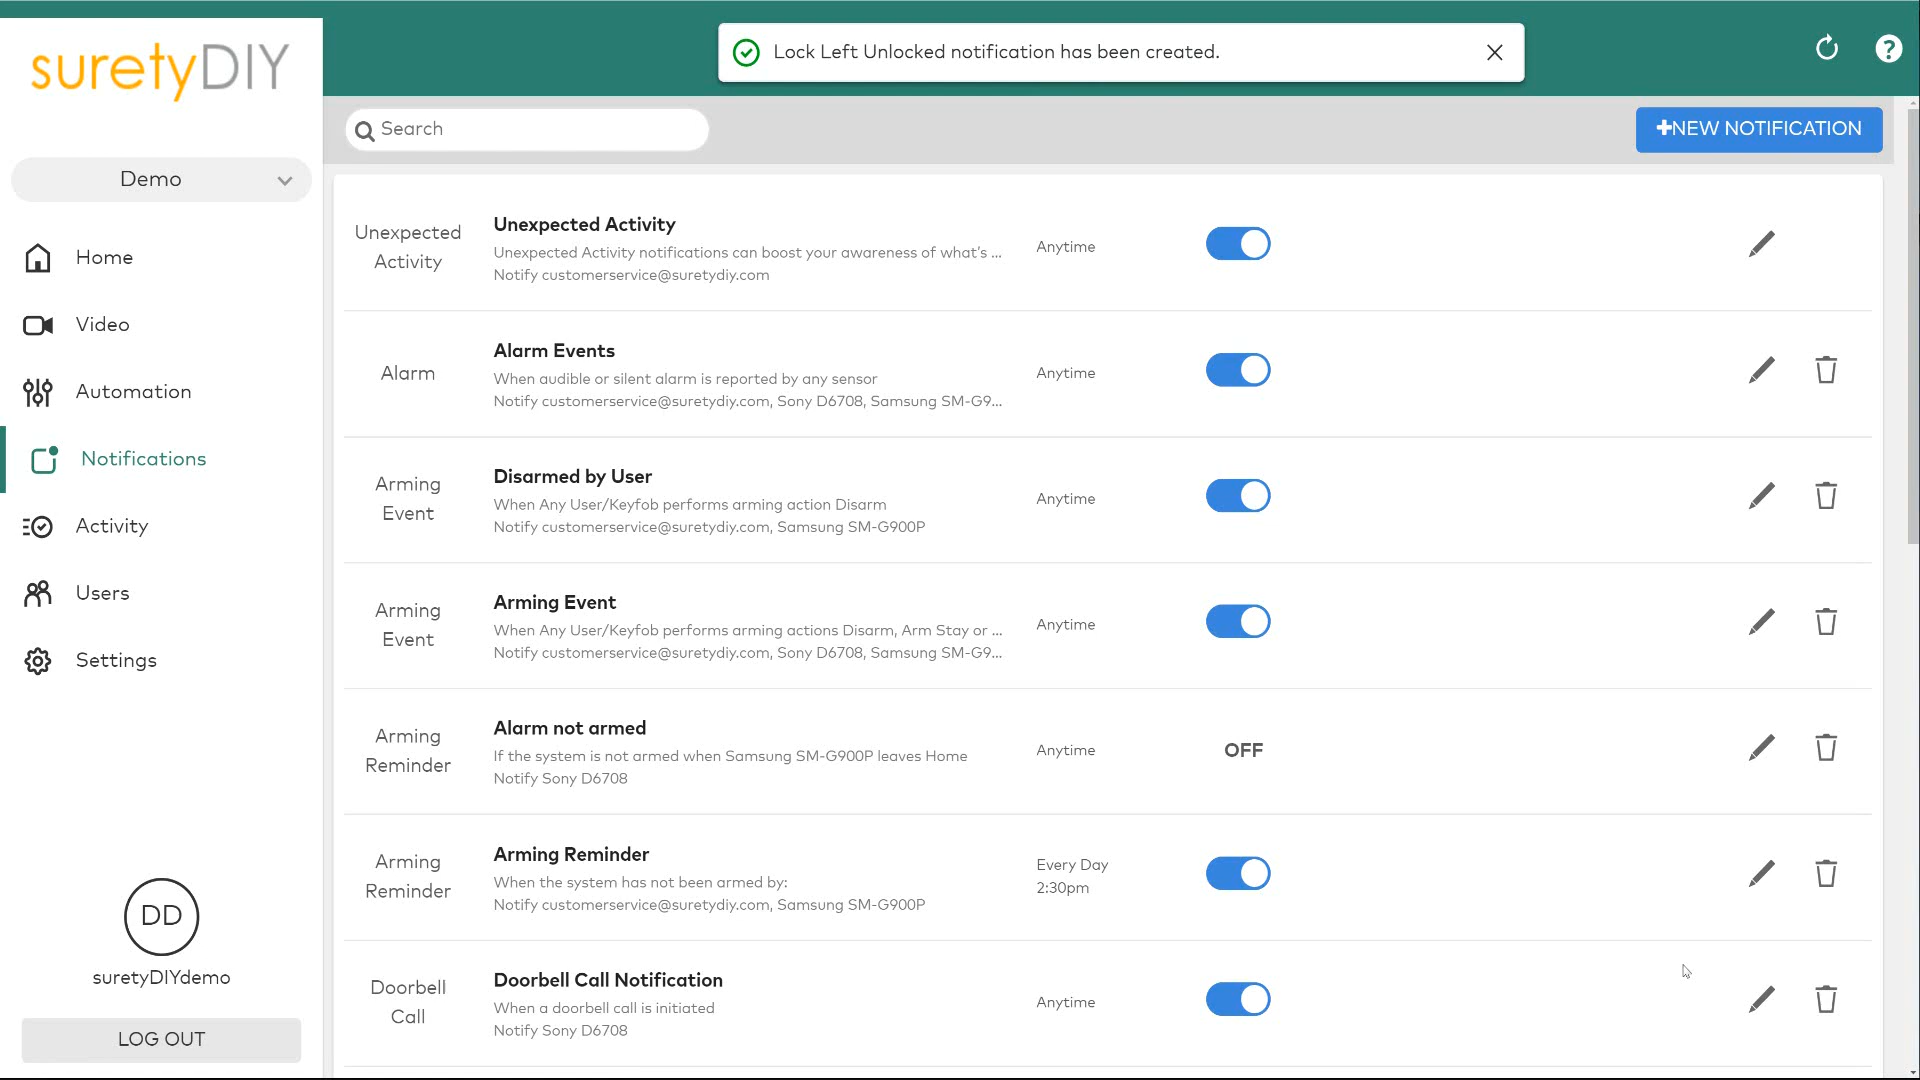 suretyDIY
Lock Left Unlocked notification has been created.
Search
NEW NOTIFICATION
Demo
Home
Video
Automation
Notifications
Activity
Users
Settings
DD
suretyDIYdemo
LOG OUT
Unexpected
Activity
Unexpected Activity
Unexpected Activity notifications can boost your awareness of what's ...
Notify customerservice@suretydiy.com
Anytime
Alarm
Alarm Events
When audible or silent alarm is reported by any sensor
Notify customerservice@suretydiy.com, Sony D6708, Samsung SM-G9...
Anytime
Arming
Event
Disarmed by User
When Any User/Keyfob performs arming action Disarm
Notify customerservice@suretydiy.com, Samsung SM-G900P
Anytime
Arming
Event
Arming Event
When Any User/Keyfob performs arming actions Disarm, Arm Stay or ...
Notify customerservice@suretydiy.com, Sony D6708, Samsung SM-G9...
Anytime
Arming
Reminder
Alarm not armed
If the system is not armed when Samsung SM-G900P leaves Home
Notify Sony D6708
Anytime
OFF
Arming
Reminder
Arming Reminder
When the system has not been armed by:
Notify customerservice@suretydiy.com, Samsung SM-G900P
Every Day
2:30pm
Doorbell
Call
Doorbell Call Notification
When a doorbell call is initiated
Notify Sony D6708
Anytime